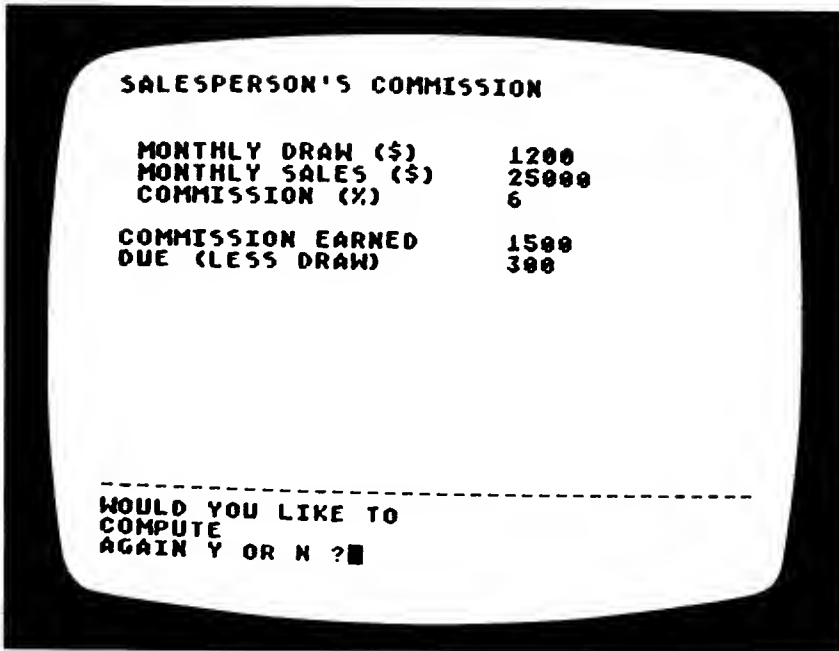 SALESPERSON'S COMMISSION
MONTHLY DRAW ($) 1200
MONTHLY SALES ($) 25000
COMMISSION (%) 6
COMMISSION EARNED 1500
DUE (LESS DRAW) 300
WOULD YOU LIKE TO
COMPUTE
AGAIN Y OR N ?